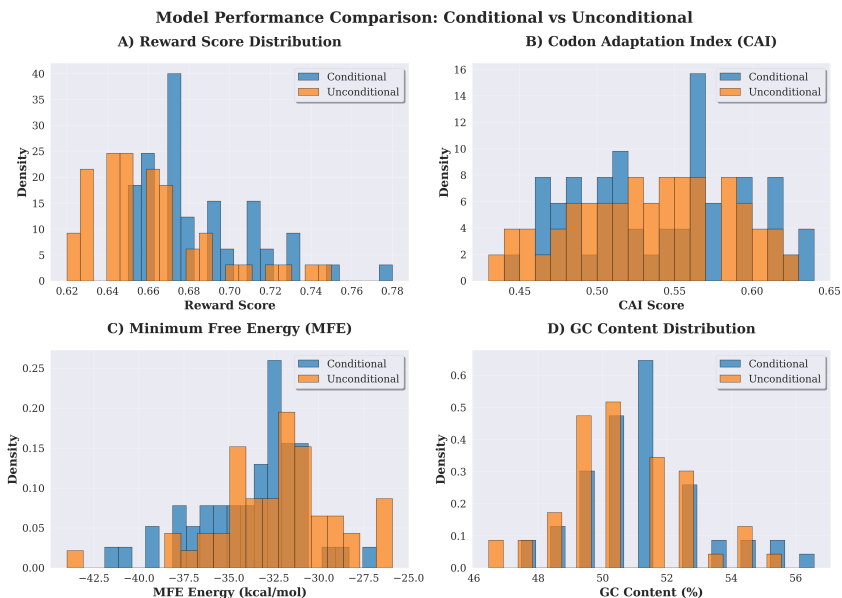 Model Performance Comparison: Conditional vs Unconditional
A) Reward Score Distribution
Density
40
35
30
25
20
15
10
5
0
0.62 0.64 0.66 0.68 0.70 0.72 0.74 0.76 0.78
Reward Score
Conditional
Unconditional
B) Codon Adaptation Index (CAI)
Density
16
14
12
10
8
6
4
2
0
0.45 0.50 0.55 0.60 0.65
CAI Score
Conditional
Unconditional
C) Minimum Free Energy (MFE)
Density
0.25
0.20
0.15
0.10
0.05
0.00
−42.5 −40.0 −37.5 −35.0 −32.5 −30.0 −27.5 −25.0
MFE Energy (kcal/mol)
Conditional
Unconditional
D) GC Content Distribution
Density
0.6
0.5
0.4
0.3
0.2
0.1
0.0
46 48 50 52 54 56
GC Content (%)
Conditional
Unconditional